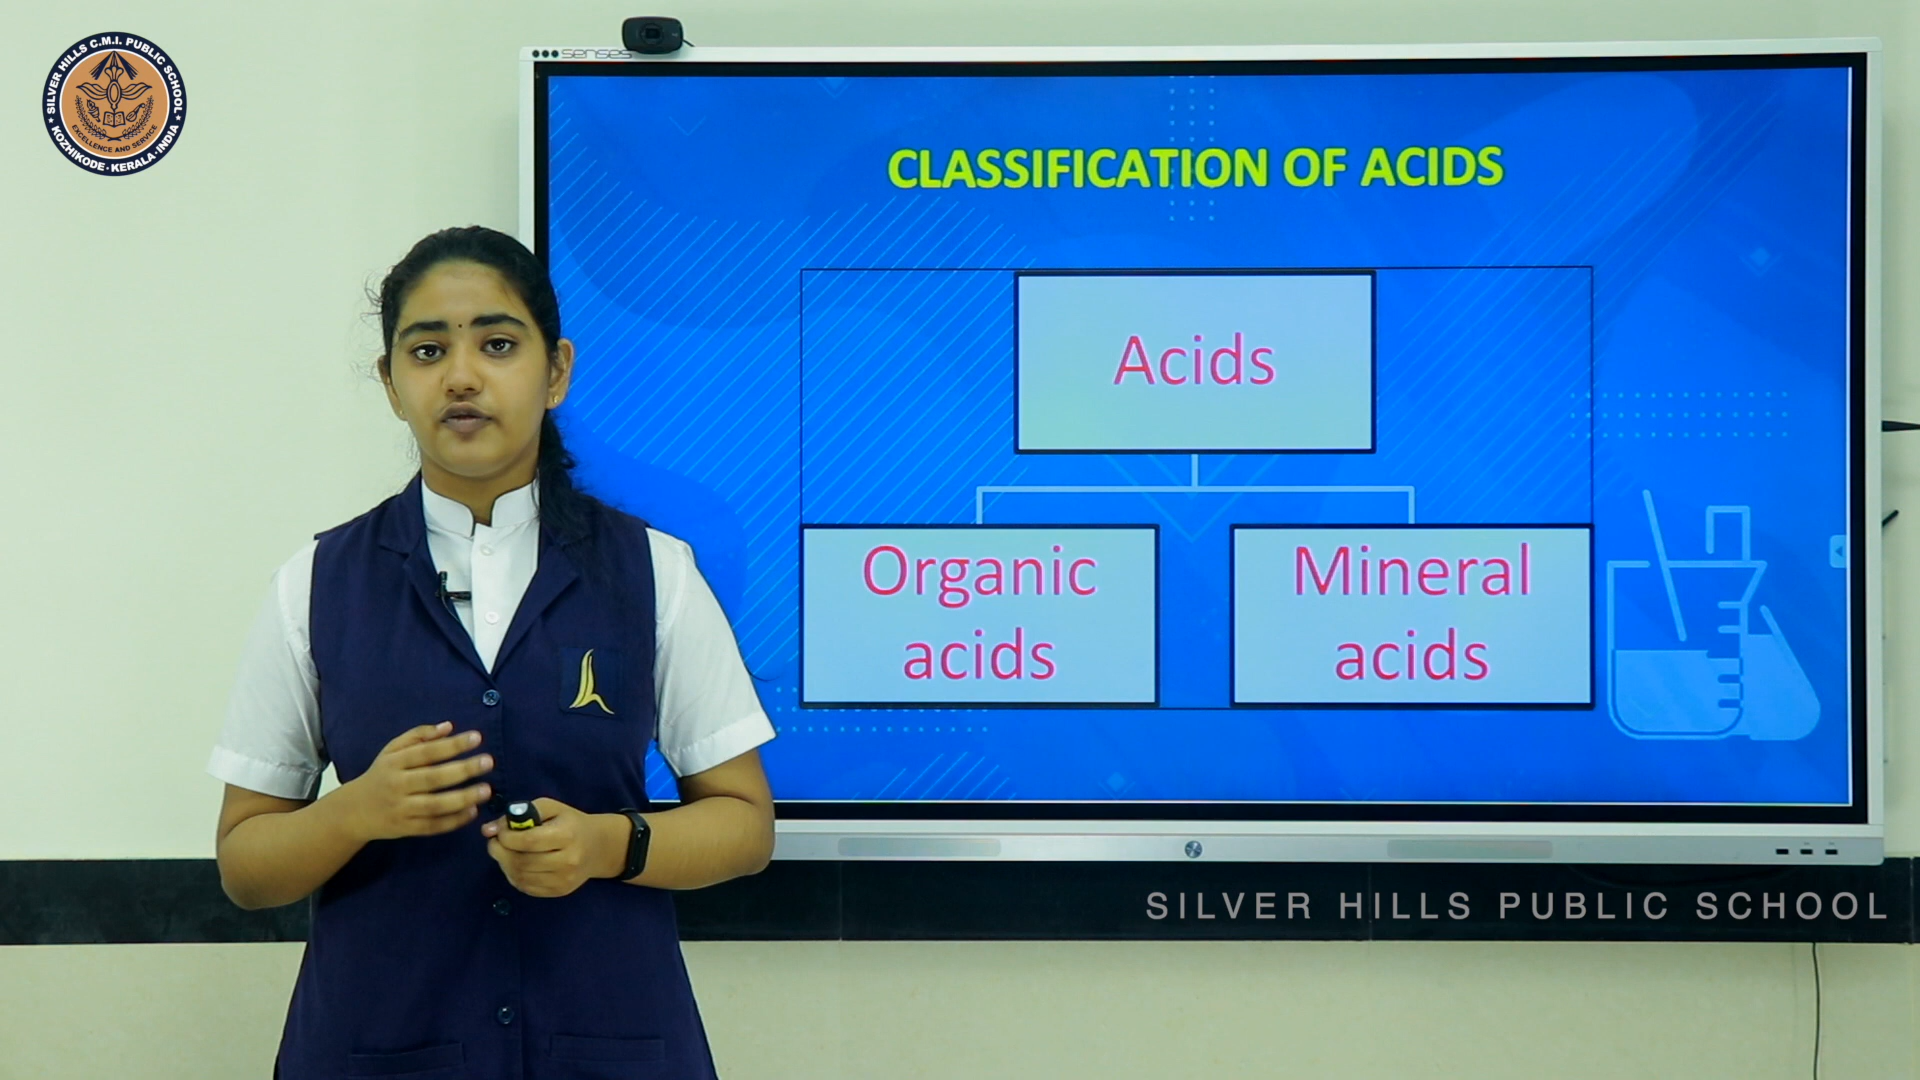 SILVER HILLS C.M.I. PUBLIC SCHOOL
KOZHIKODE · KERALA · INDIA
EXCELLENCE AND SERVICE
senses
CLASSIFICATION OF ACIDS
Acids
Organic
acids
Mineral
acids
SILVER HILLS PUBLIC SCHOOL